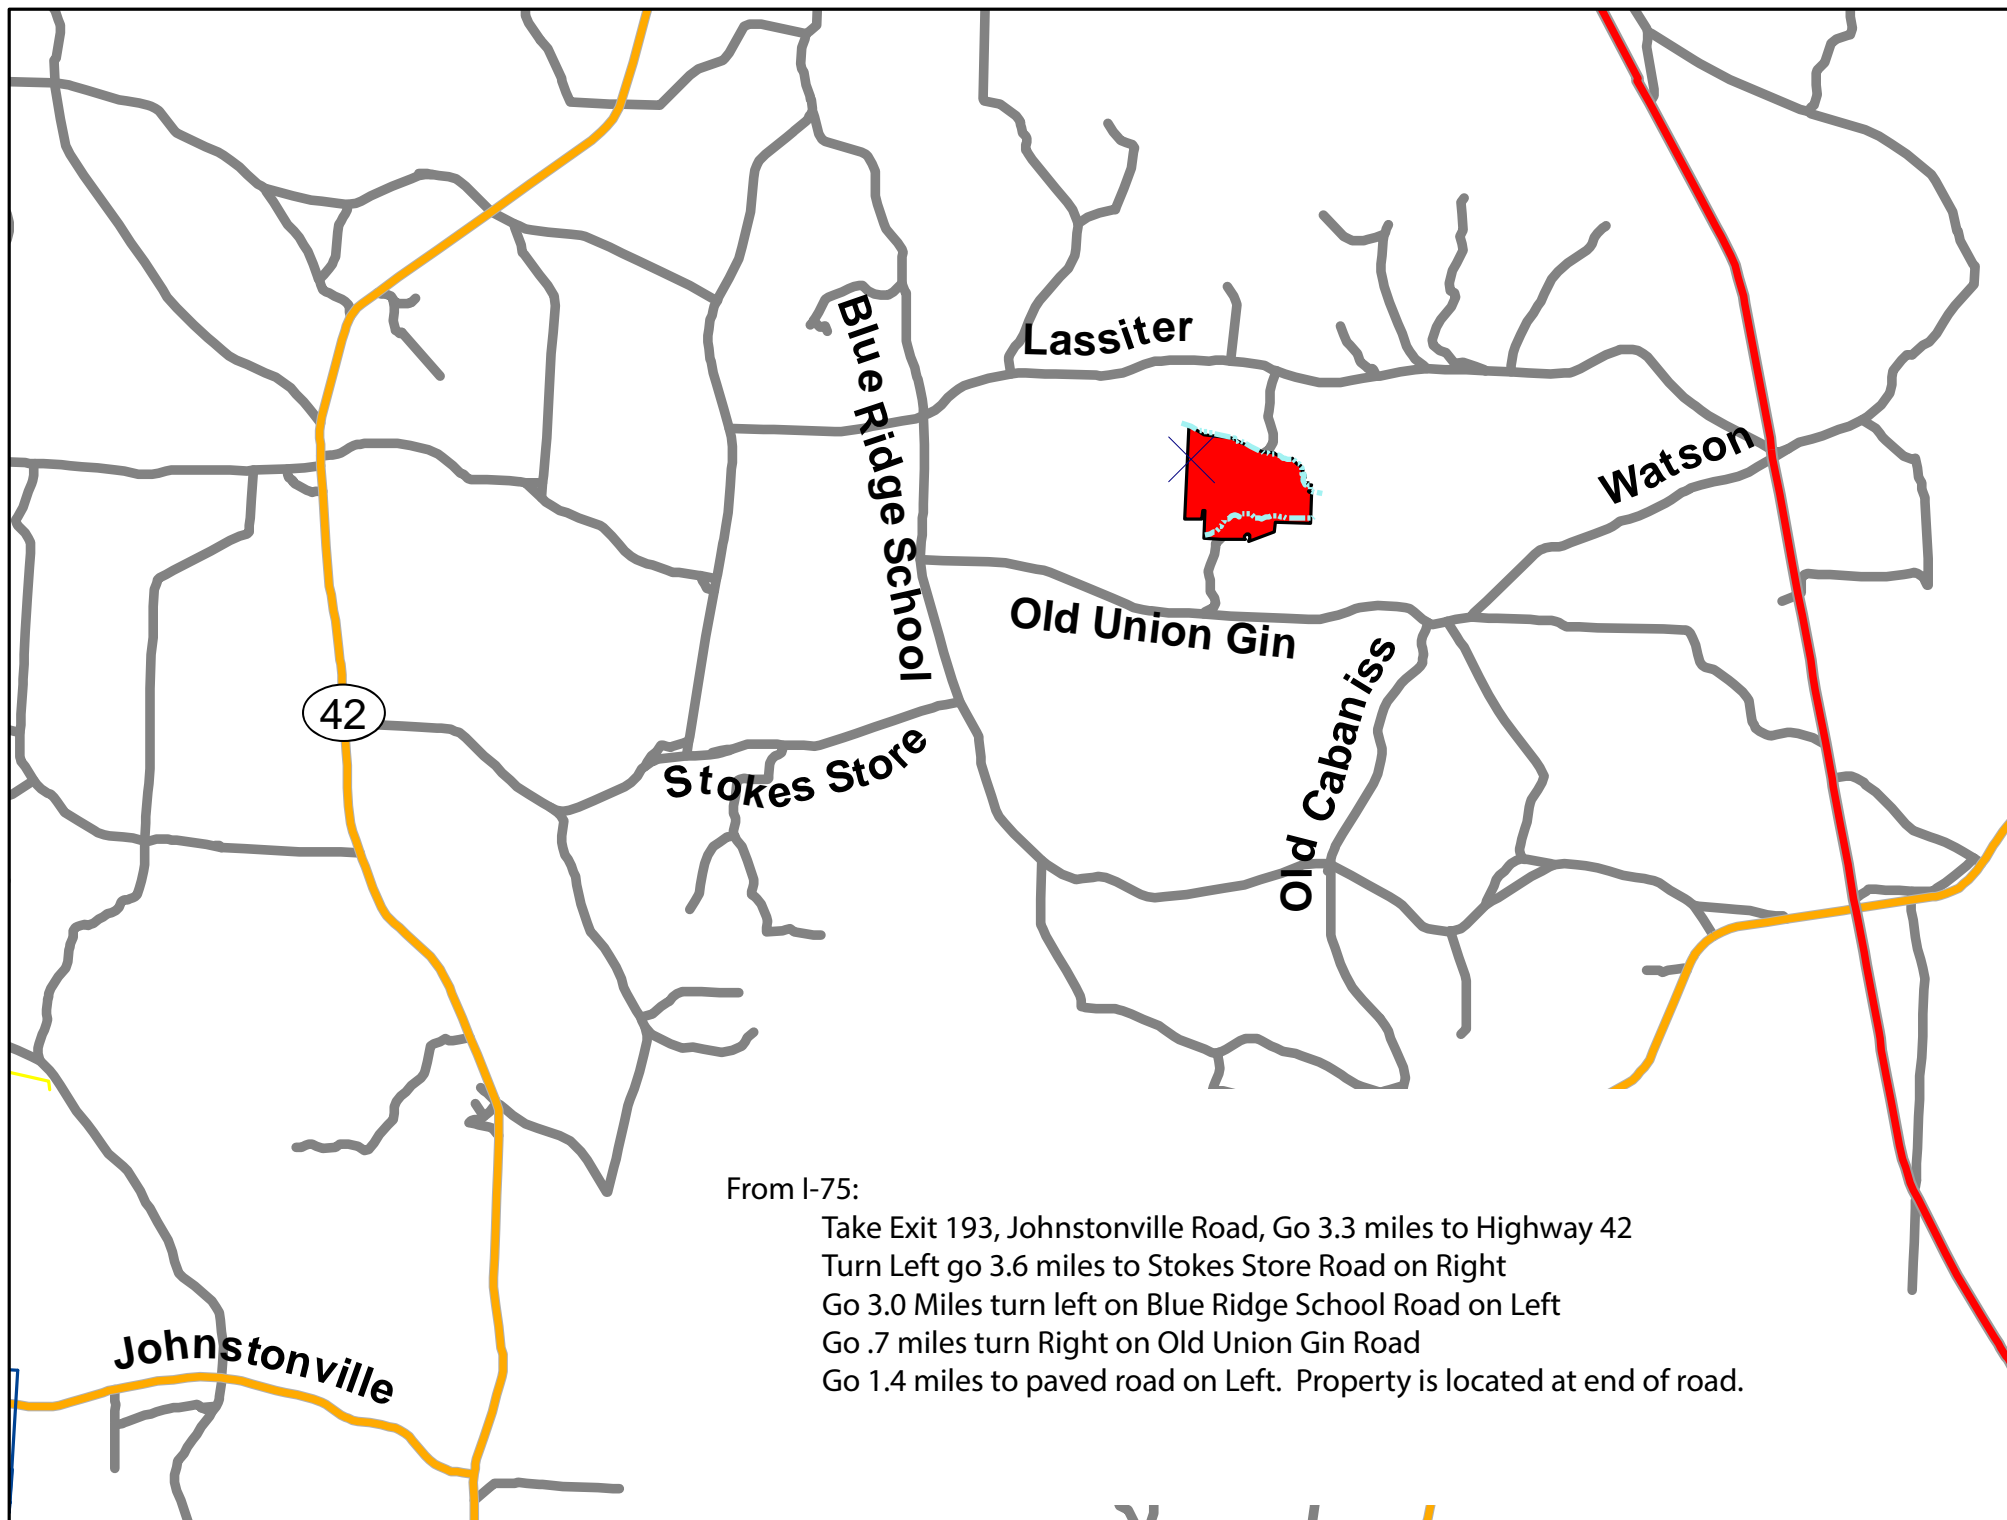 Lassiter
Blue Ridge School
Watson
Old Union Gin
Old Cabaniss
42
Stokes Store
From I-75:
Take Exit 193, Johnstonville Road, Go 3.3 miles to Highway 42
Turn Left go 3.6 miles to Stokes Store Road on Right
Go 3.0 Miles turn left on Blue Ridge School Road on Left
Go .7 miles turn Right on Old Union Gin Road
Go 1.4 miles to paved road on Left.  Property is located at end of road.
Johnstonville